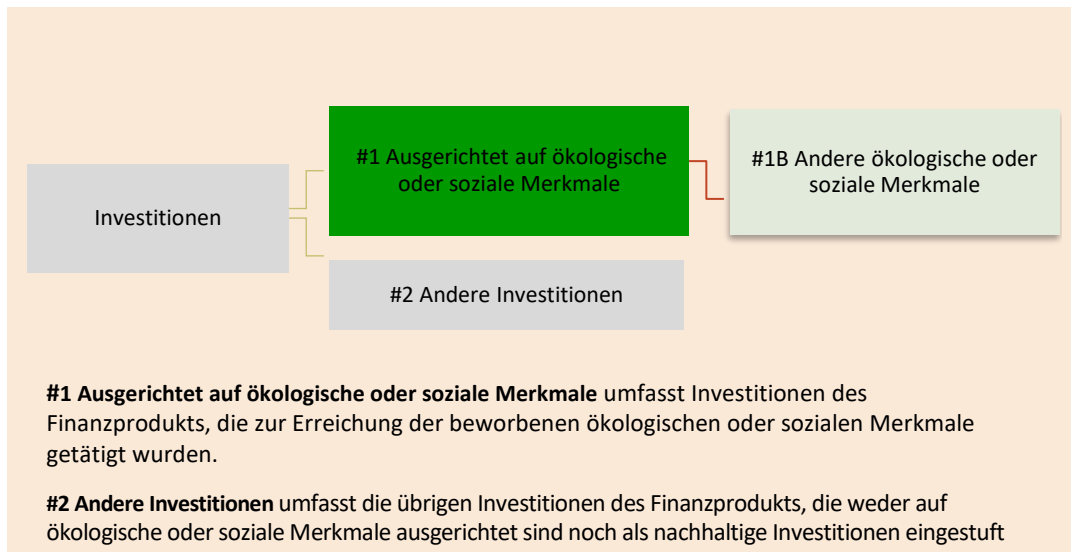 Investitionen
#1 Ausgerichtet auf ökologische
oder soziale Merkmale
#1B Andere ökologische oder
soziale Merkmale
#2 Andere Investitionen
#1 Ausgerichtet auf ökologische oder soziale Merkmale umfasst Investitionen des
Finanzprodukts, die zur Erreichung der beworbenen ökologischen oder sozialen Merkmale
getätigt wurden.
#2 Andere Investitionen umfasst die übrigen Investitionen des Finanzprodukts, die weder auf
ökologische oder soziale Merkmale ausgerichtet sind noch als nachhaltige Investitionen eingestuft